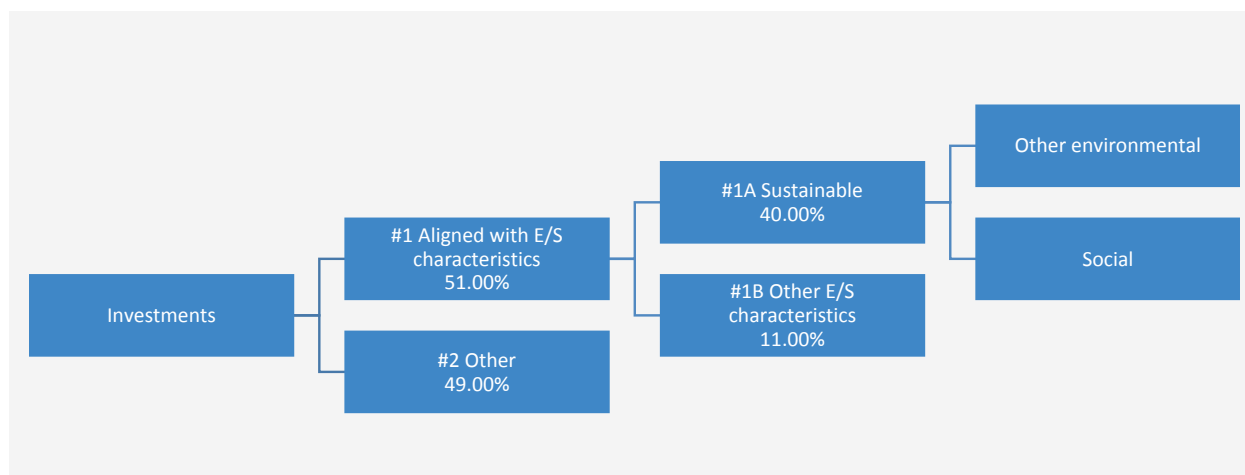 Investments
#1 Aligned with E/S
characteristics
51.00%
#2 Other
49.00%
#1A Sustainable
40.00%
#1B Other E/S
characteristics
11.00%
Other environmental
Social